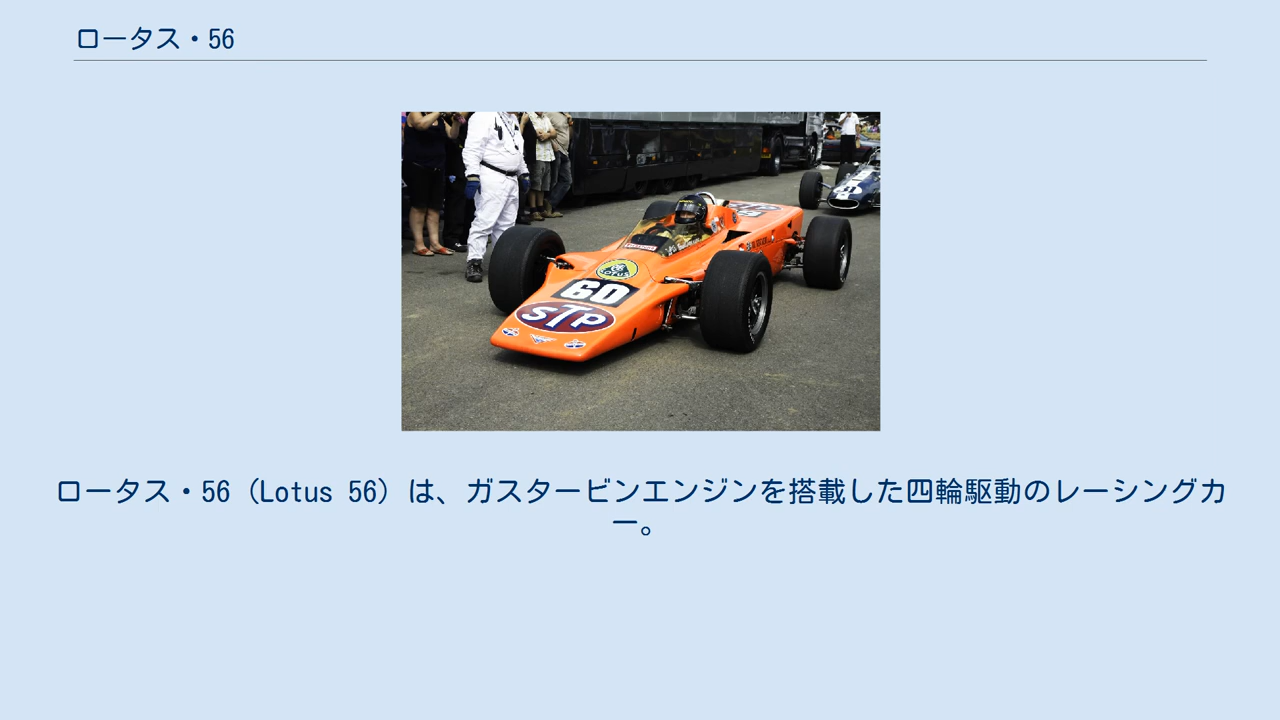 ロータス・56
LOTUS
60
STP
ロータス・56（Lotus 56）は、ガスタービンエンジンを搭載した四輪駆動のレーシングカ
ー。